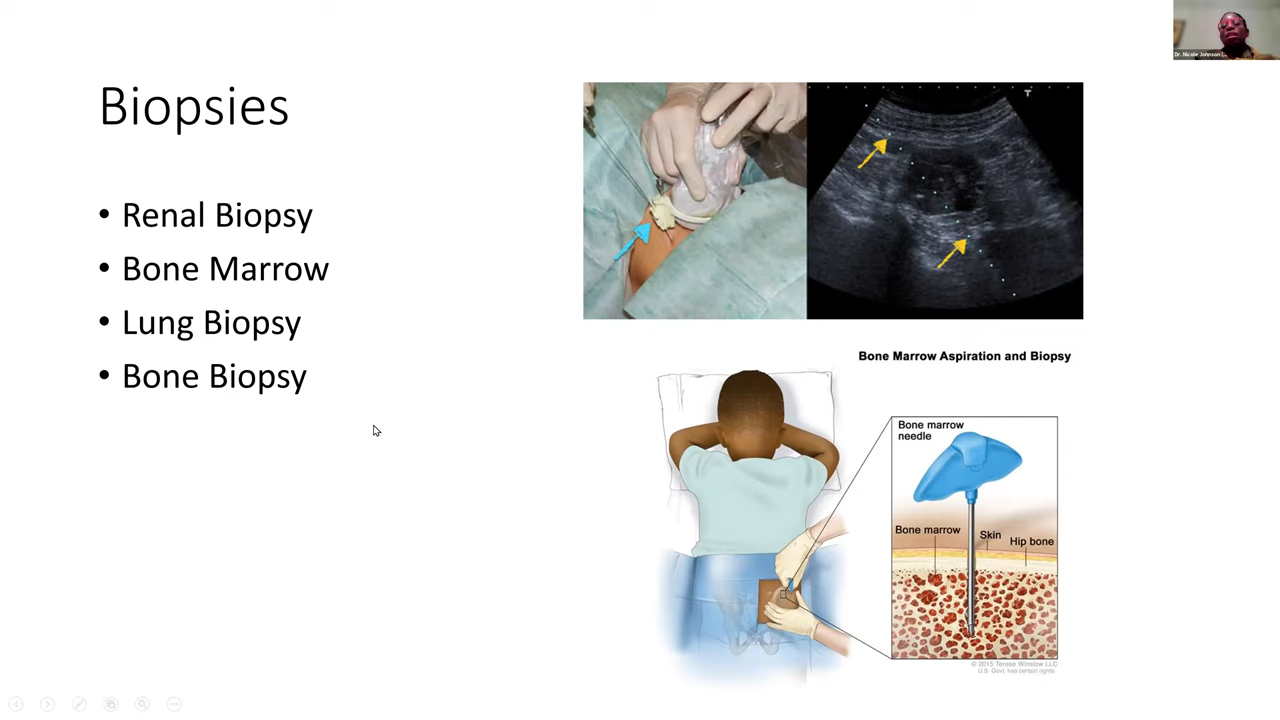 Biopsies
• Renal Biopsy
• Bone Marrow
• Lung Biopsy
• Bone Biopsy
T
Bone Marrow Aspiration and Biopsy
Bone marrow
needle
Bone marrow
Skin
Hip bone
© 2015 Terese Winslow LLC
U.S. Govt. has certain rights
Dr. Nicole Johnson (...